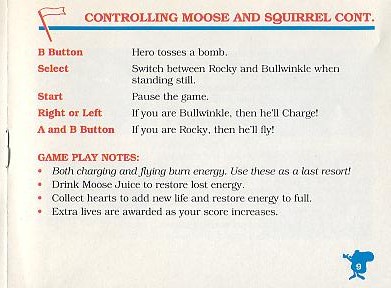 CONTROLLING MOOSE AND SQUIRREL CONT.
B Button Hero tosses a bomb.
Select Switch between Rocky and Bullwinkle when
standing still.
Start Pause the game.
Right or Left If you are Bullwinkle, then he'll Charge!
A and B Button If you are Rocky, then he'll fly!
GAME PLAY NOTES:
• Both charging and flying burn energy. Use these as a last resort!
• Drink Moose Juice to restore lost energy.
• Collect hearts to add new life and restore energy to full.
• Extra lives are awarded as your score increases.
9